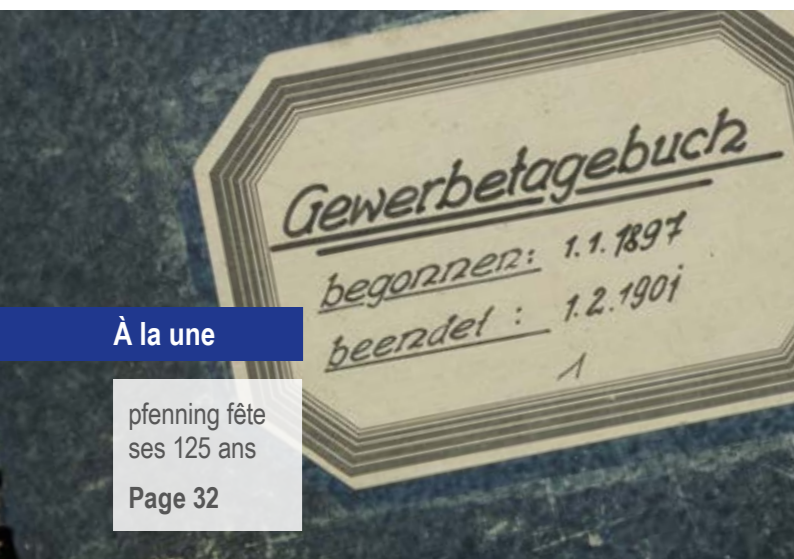 Gewerbetagebuch
begonnen: 1.1.1897
beendet : 1.2.1901
1
À la une
pfenning fête
ses 125 ans
Page 32